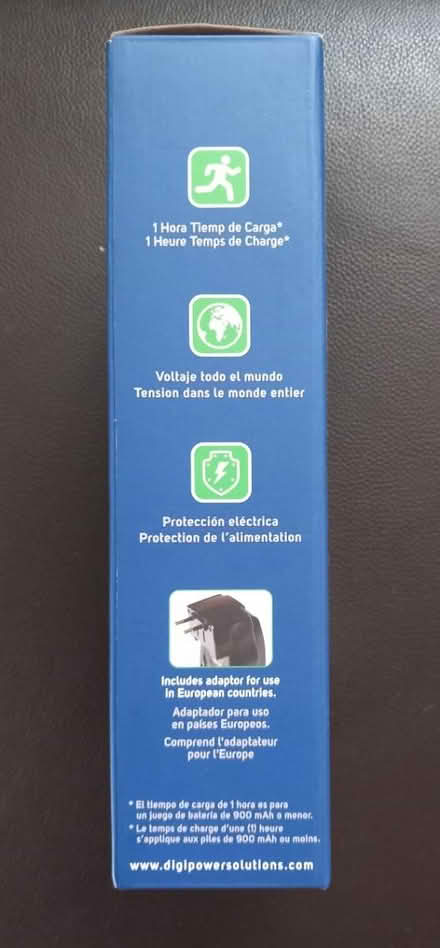 1 Hora Tiemp de Carga*
1 Heure Temps de Charge*
Voltaje todo el mundo
Tension dans le monde entier
Protección eléctrica
Protection de l'alimentation
Includes adaptor for use
in European countries.
Adaptador para uso
en países Europeos.
Comprend l'adaptateur
pour l'Europe
* El tiempo de carga de 1 hora es para
un juego de batería de 900 mAh o menor.
* Le temps de charge d'une (1) heure
s'applique aux piles de 900 mAh ou moins.
www.digipowersolutions.com